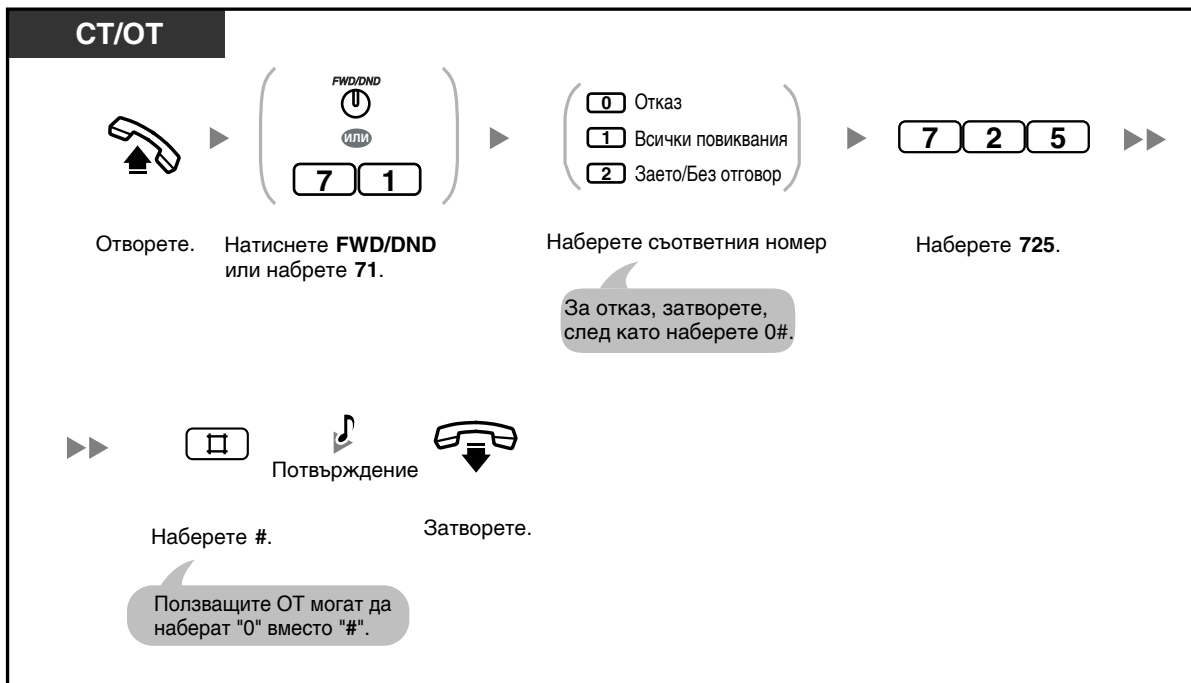 СТ/ОТ
FWD/DND
или
7 1
0 Отказ
1 Всички повиквания
2 Заето/Без отговор
7 2 5
Отворете.
Натиснете FWD/DND
или набрете 71.
Наберете съответния номер
Наберете 725.
За отказ, затворете,
след като наберете 0#.
#
Потвърждение
Наберете #.
Затворете.
Ползващите ОТ могат да
наберат "0" вместо "#".